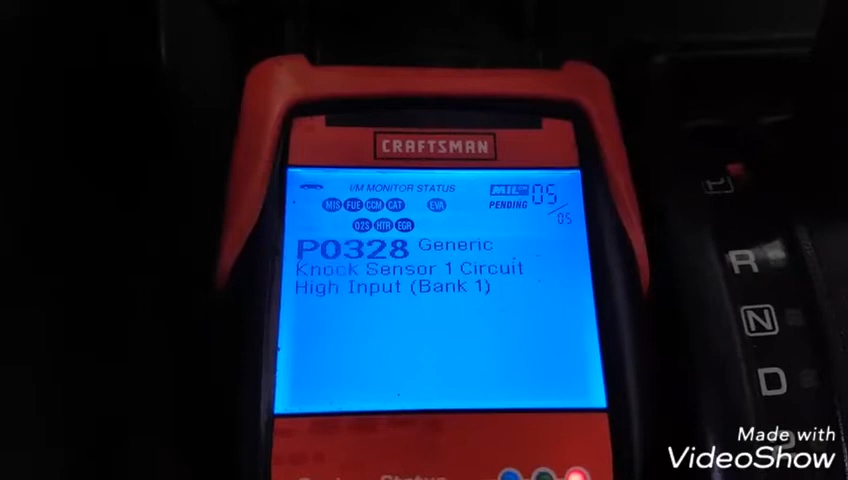 CRAFTSMAN
I/M MONITOR STATUS
MIL 05
MIS FUE CCM CAT EVA
PENDING
/05
O2S HTR EGR
P0328 Generic
Knock Sensor 1 Circuit
High Input (Bank 1)
P
R
N
D
Made with
VideoShow